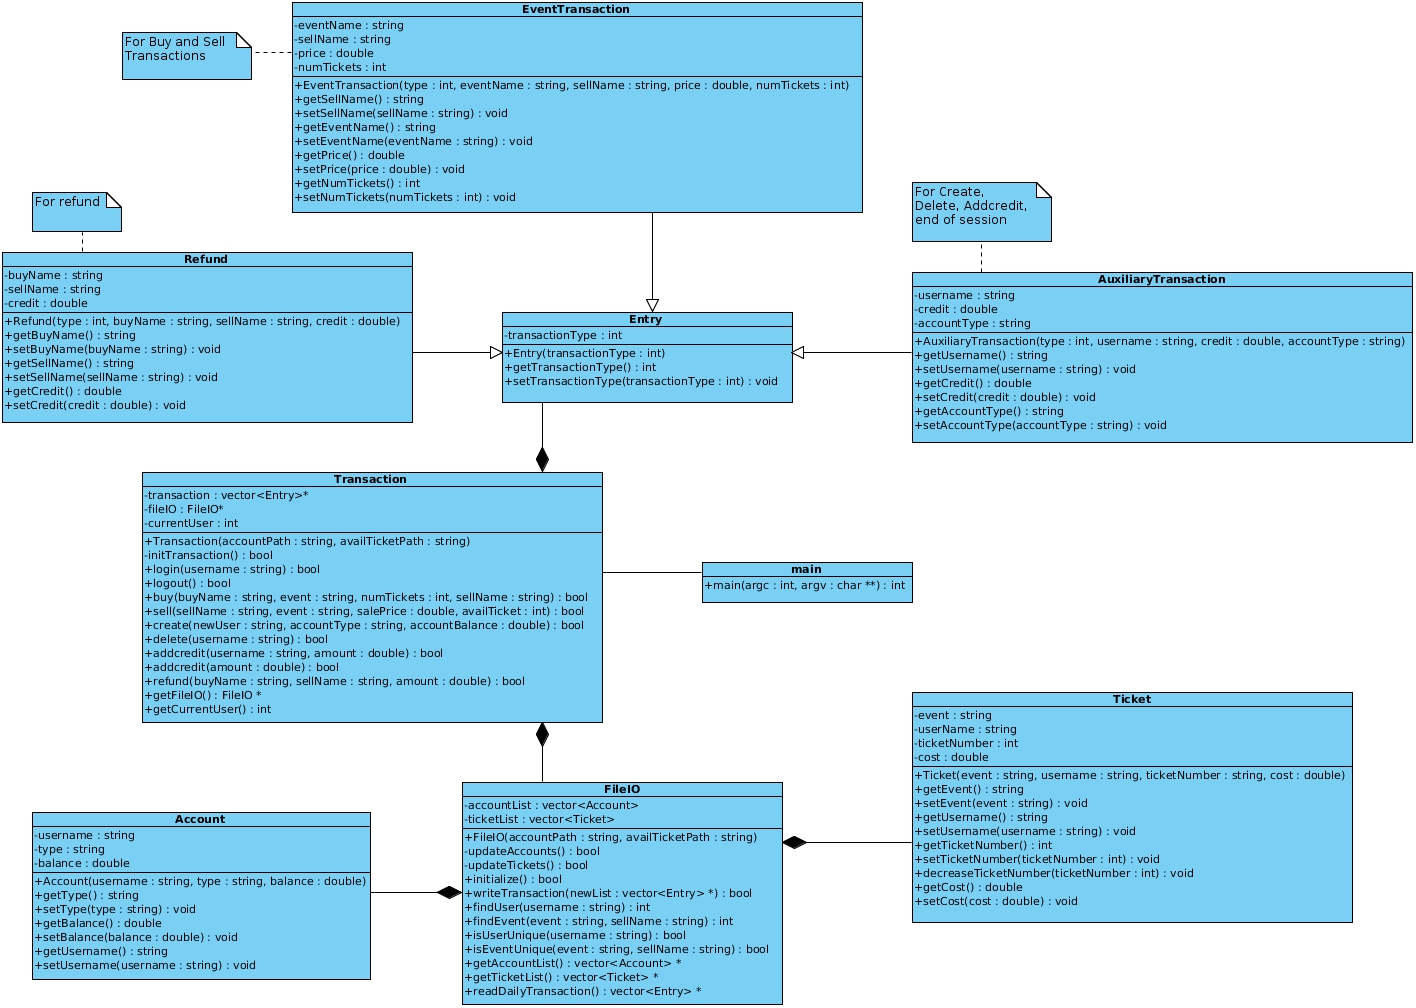 EventTransaction
-eventName : string
-sellName : string
-price : double
-numTickets : int
+EventTransaction(type : int, eventName : string, sellName : string, price : double, numTickets : int)
+getSellName() : string
+setSellName(sellName : string) : void
+getEventName() : string
+setEventName(eventName : string) : void
+getPrice() : double
+setPrice(price : double) : void
+getNumTickets() : int
+setNumTickets(numTickets : int) : void
For Buy and Sell
Transactions
For refund
Refund
-buyName : string
-sellName : string
-credit : double
+Refund(type : int, buyName : string, sellName : string, credit : double)
+getBuyName() : string
+setBuyName(buyName : string) : void
+getSellName() : string
+setSellName(sellName : string) : void
+getCredit() : double
+setCredit(credit : double) : void
Entry
-transactionType : int
+Entry(transactionType : int)
+getTransactionType() : int
+setTransactionType(transactionType : int) : void
For Create,
Delete, Addcredit,
end of session
AuxiliaryTransaction
-username : string
-credit : double
-accountType : string
+AuxiliaryTransaction(type : int, username : string, credit : double, accountType : string)
+getUsername() : string
+setUsername(username : string) : void
+getCredit() : double
+setCredit(credit : double) : void
+getAccountType() : string
+setAccountType(accountType : string) : void
Transaction
-transaction : vector<Entry>*
-fileIO : FileIO*
-currentUser : int
+Transaction(accountPath : string, availTicketPath : string)
-initTransaction() : bool
+login(username : string) : bool
+logout() : bool
+buy(buyName : string, event : string, numTickets : int, sellName : string) : bool
+sell(sellName : string, event : string, salePrice : double, availTicket : int) : bool
+create(newUser : string, accountType : string, accountBalance : double) : bool
+delete(username : string) : bool
+addcredit(username : string, amount : double) : bool
+addcredit(amount : double) : bool
+refund(buyName : string, sellName : string, amount : double) : bool
+getFileIO() : FileIO *
+getCurrentUser() : int
main
+main(argc : int, argv : char **) : int
Ticket
-event : string
-userName : string
-ticketNumber : int
-cost : double
+Ticket(event : string, username : string, ticketNumber : string, cost : double)
+getEvent() : string
+setEvent(event : string) : void
+getUsername() : string
+setUsername(username : string) : void
+getTicketNumber() : int
+setTicketNumber(ticketNumber : int) : void
+decreaseTicketNumber(ticketNumber : int) : void
+getCost() : double
+setCost(cost : double) : void
FileIO
-accountList : vector<Account>
-ticketList : vector<Ticket>
+FileIO(accountPath : string, availTicketPath : string)
-updateAccounts() : bool
-updateTickets() : bool
+initialize() : bool
+writeTransaction(newList : vector<Entry> *) : bool
+findUser(username : string) : int
+findEvent(event : string, sellName : string) : int
+isUserUnique(username : string) : bool
+isEventUnique(event : string, sellName : string) : bool
+getAccountList() : vector<Account> *
+getTicketList() : vector<Ticket> *
+readDailyTransaction() : vector<Entry> *
Account
-username : string
-type : string
-balance : double
+Account(username : string, type : string, balance : double)
+getType() : string
+setType(type : string) : void
+getBalance() : double
+setBalance(balance : double) : void
+getUsername() : string
+setUsername(username : string) : void